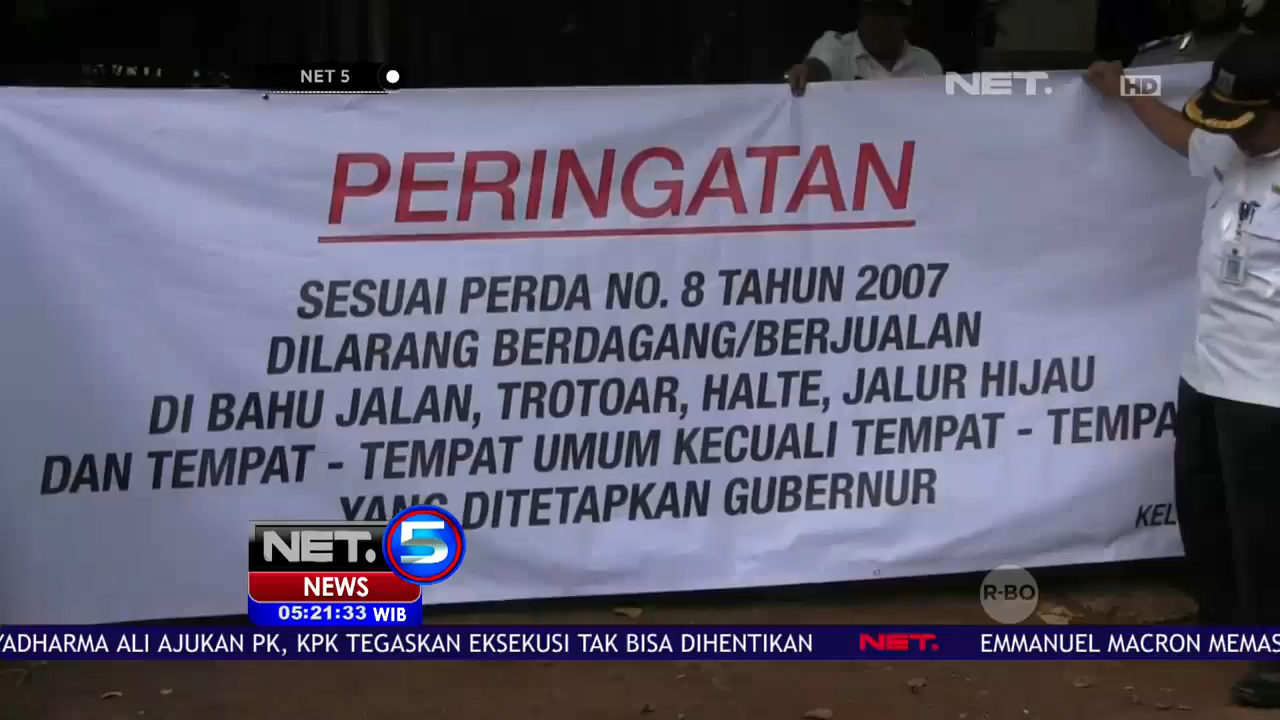 NET 5
NET. HD
PERINGATAN
SESUAI PERDA NO. 8 TAHUN 2007
DILARANG BERDAGANG/BERJUALAN
DI BAHU JALAN, TROTOAR, HALTE, JALUR HIJAU
DAN TEMPAT - TEMPAT UMUM KECUALI TEMPAT - TEMPA
YANG DITETAPKAN GUBERNUR
KEL
NET. 5
NEWS
05:21:33 WIB
R-BO
YADHARMA ALI AJUKAN PK, KPK TEGASKAN EKSEKUSI TAK BISA DIHENTIKAN NET. EMMANUEL MACRON MEMAS